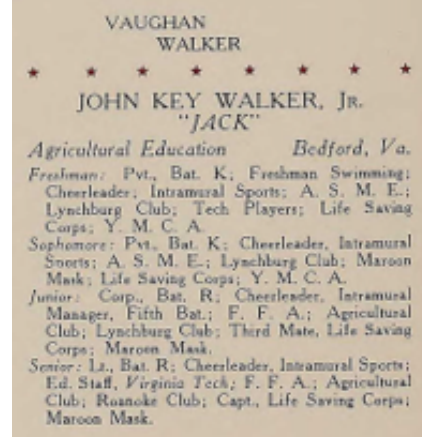 VAUGHAN
WALKER
★ ★ ★ ★ ★ ★ ★ ★
JOHN KEY WALKER, Jr.
"JACK"
Agricultural Education Bedford, Va.
Freshman: Pvt., Bat. K; Freshman Swimming;
Cheerleader; Intramural Sports; A. S. M. E.;
Lynchburg Club; Tech Players; Life Saving
Corps; Y. M. C. A.
Sophomore: Pvt., Bat. K; Cheerleader, Intramural
Sports; A. S. M. E.; Lynchburg Club; Maroon
Mask; Life Saving Corps; Y. M. C. A.
Junior: Corp., Bat. R; Cheerleader, Intramural
Manager, Fifth Bat.; F. F. A.; Agricultural
Club; Lynchburg Club; Third Mate, Life Saving
Corps; Maroon Mask.
Senior: Lt., Bat. R; Cheerleader, Intramural Sports;
Ed. Staff, Virginia Tech; F. F. A.; Agricultural
Club; Roanoke Club; Capt., Life Saving Corps;
Maroon Mask.